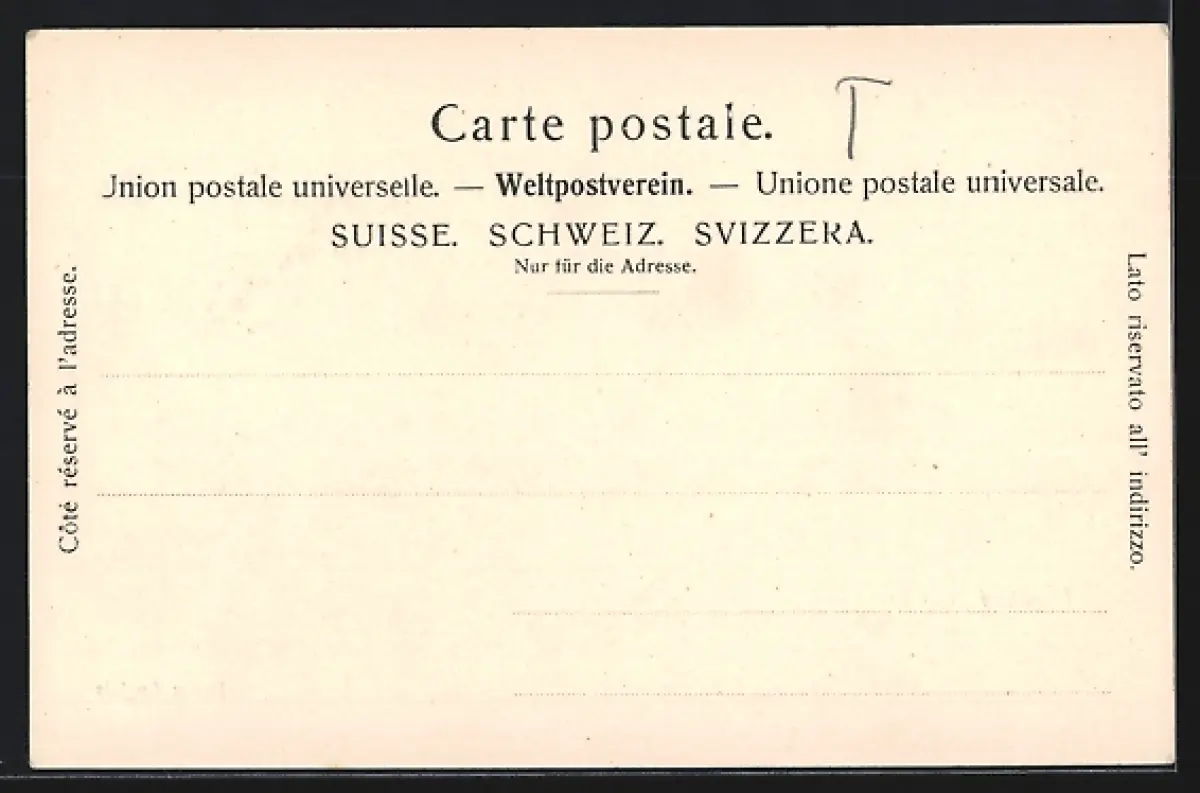 Carte postale.
T
Union postale universelle. — Weltpostverein. — Unione postale universale.
SUISSE. SCHWEIZ. SVIZZERA.
Nur für die Adresse.
Côté réservé à l'adresse.
Lato riservato all' indirizzo.